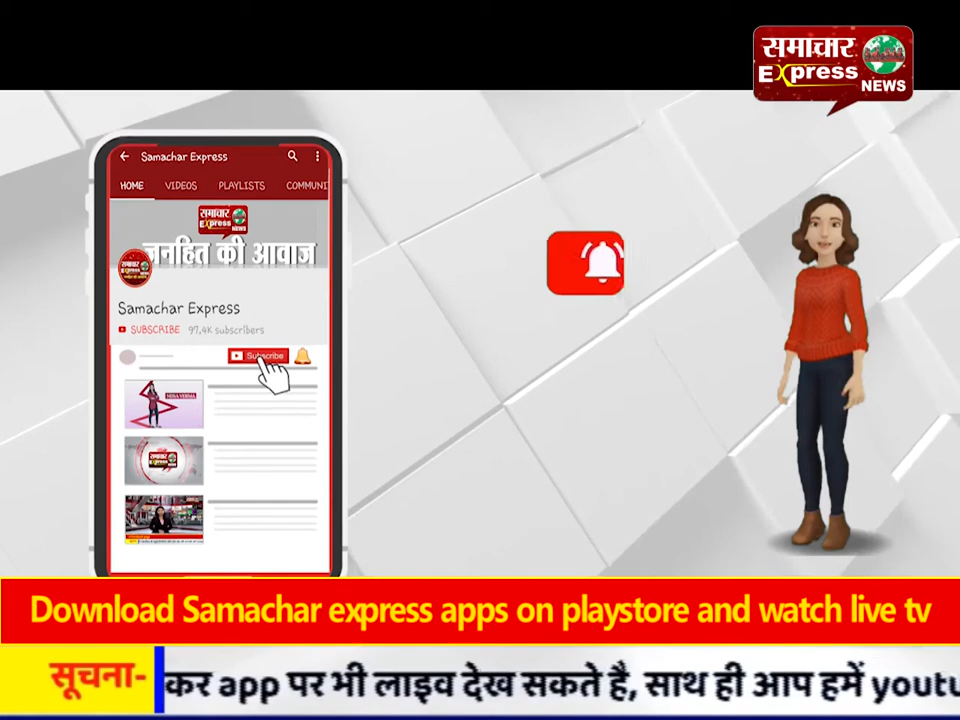 समाचार
Express
NEWS
Samachar Express
HOME VIDEOS PLAYLISTS COMMUNI
समाचार
Express
NEWS
जनहित की आवाज
Samachar Express
SUBSCRIBE 97.4K subscribers
Subscribe
Download Samachar express apps on playstore and watch live tv
सूचना- कर app पर भी लाइव देख सकते है, साथ ही आप हमें youtu